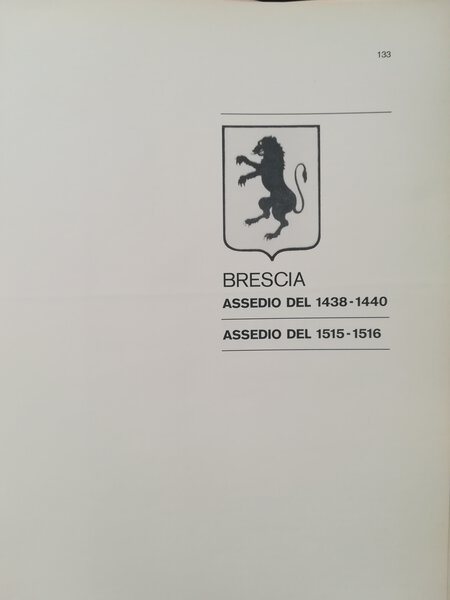 133
BRESCIA
ASSEDIO DEL 1438-1440
ASSEDIO DEL 1515-1516